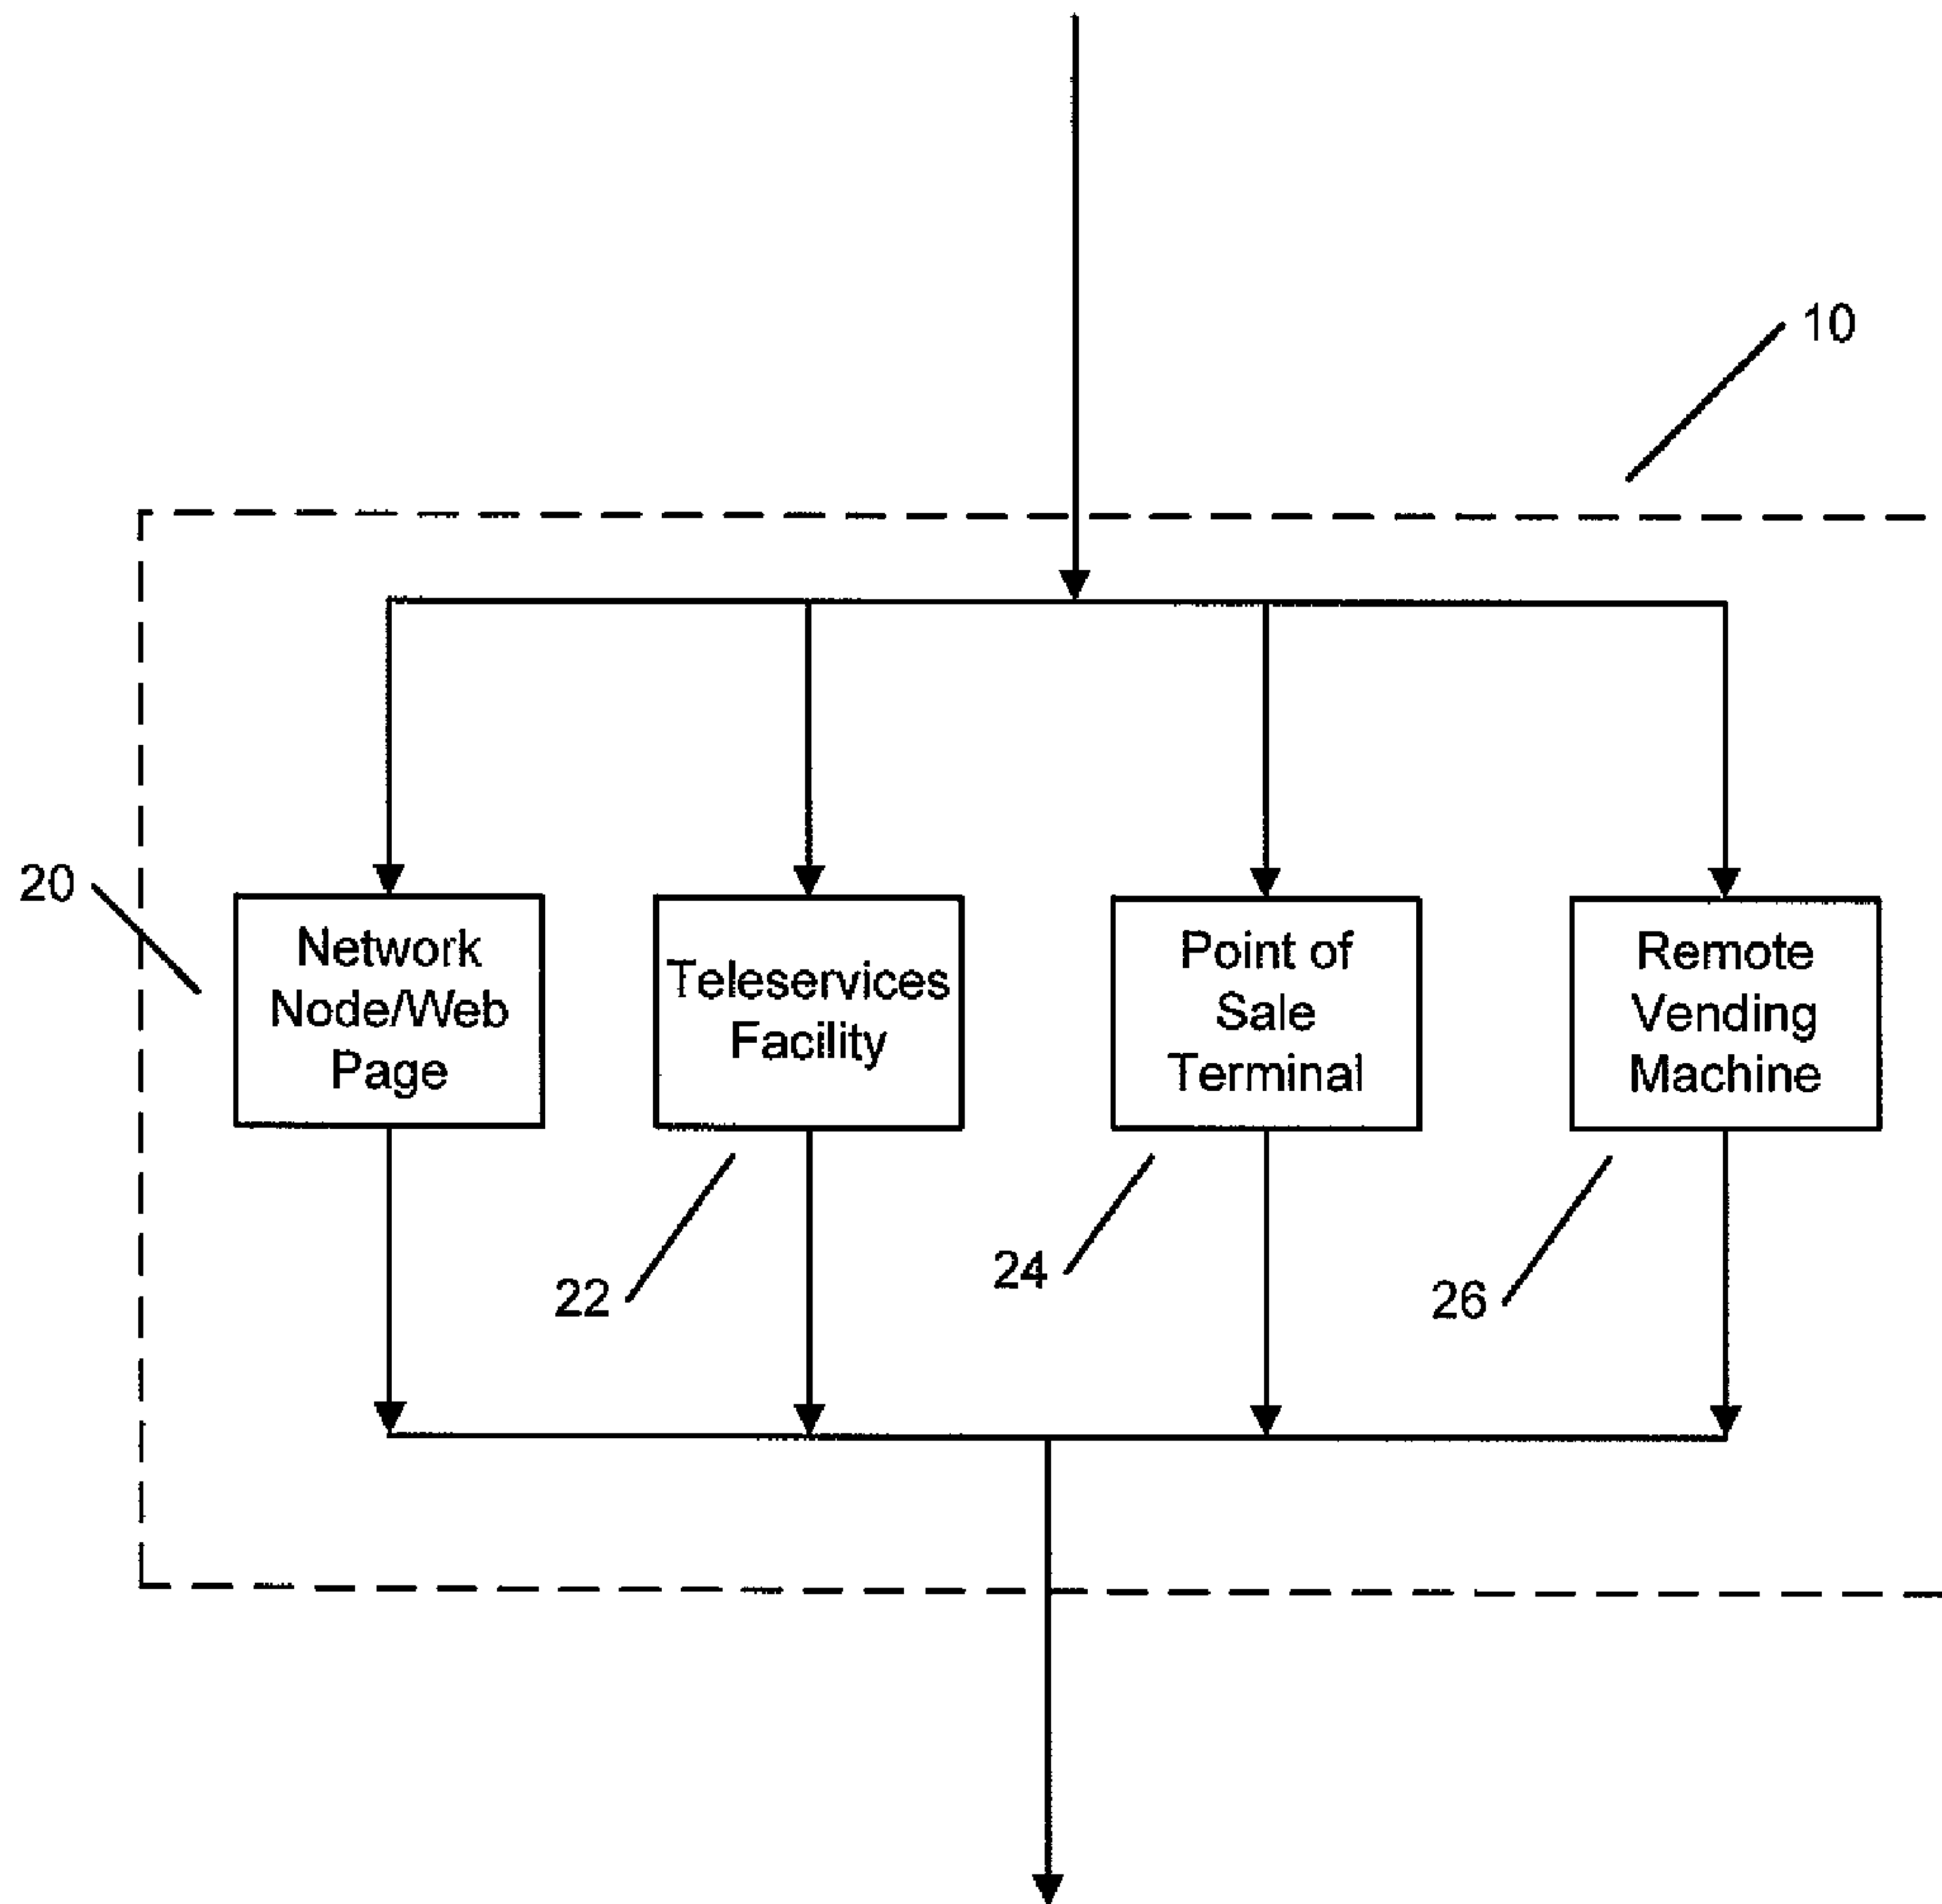 10
20
Network
Node/Web
Page
Teleservices
Facility
Point of
Sale
Terminal
Remote
Vending
Machine
22
24
26